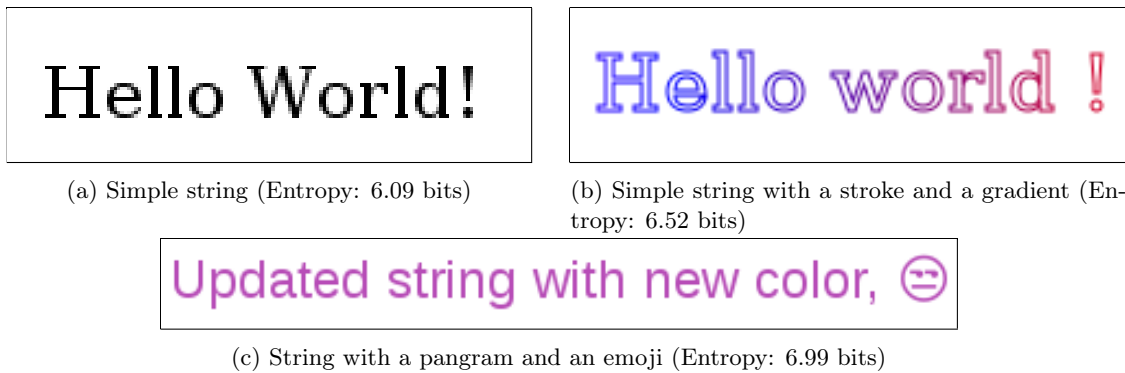 Hello World!
Hello world !
(a) Simple string (Entropy: 6.09 bits)
(b) Simple string with a stroke and a gradient (En-
tropy: 6.52 bits)
Updated string with new color, 😒
(c) String with a pangram and an emoji (Entropy: 6.99 bits)